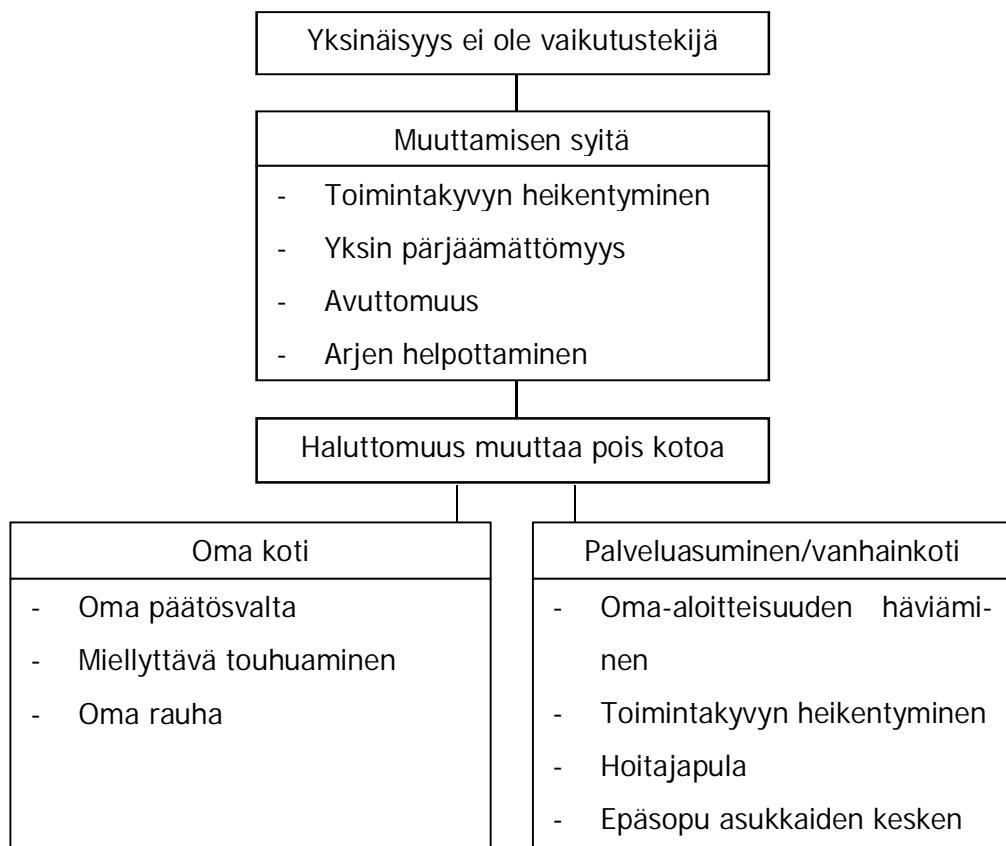 Yksinäisyys ei ole vaikutustekijä
Muuttamisen syitä
- Toimintakyvyn heikentyminen
- Yksin pärjäämättömyys
- Avuttomuus
- Arjen helpottaminen
Haluttomuus muuttaa pois kotoa
Oma koti
- Oma päätösvalta
- Miellyttävä touhuaminen
- Oma rauha
Palveluasuminen/vanhainkoti
- Oma-aloitteisuuden häviämi-
nen
- Toimintakyvyn heikentyminen
- Hoitajapula
- Epäsopu asukkaiden kesken